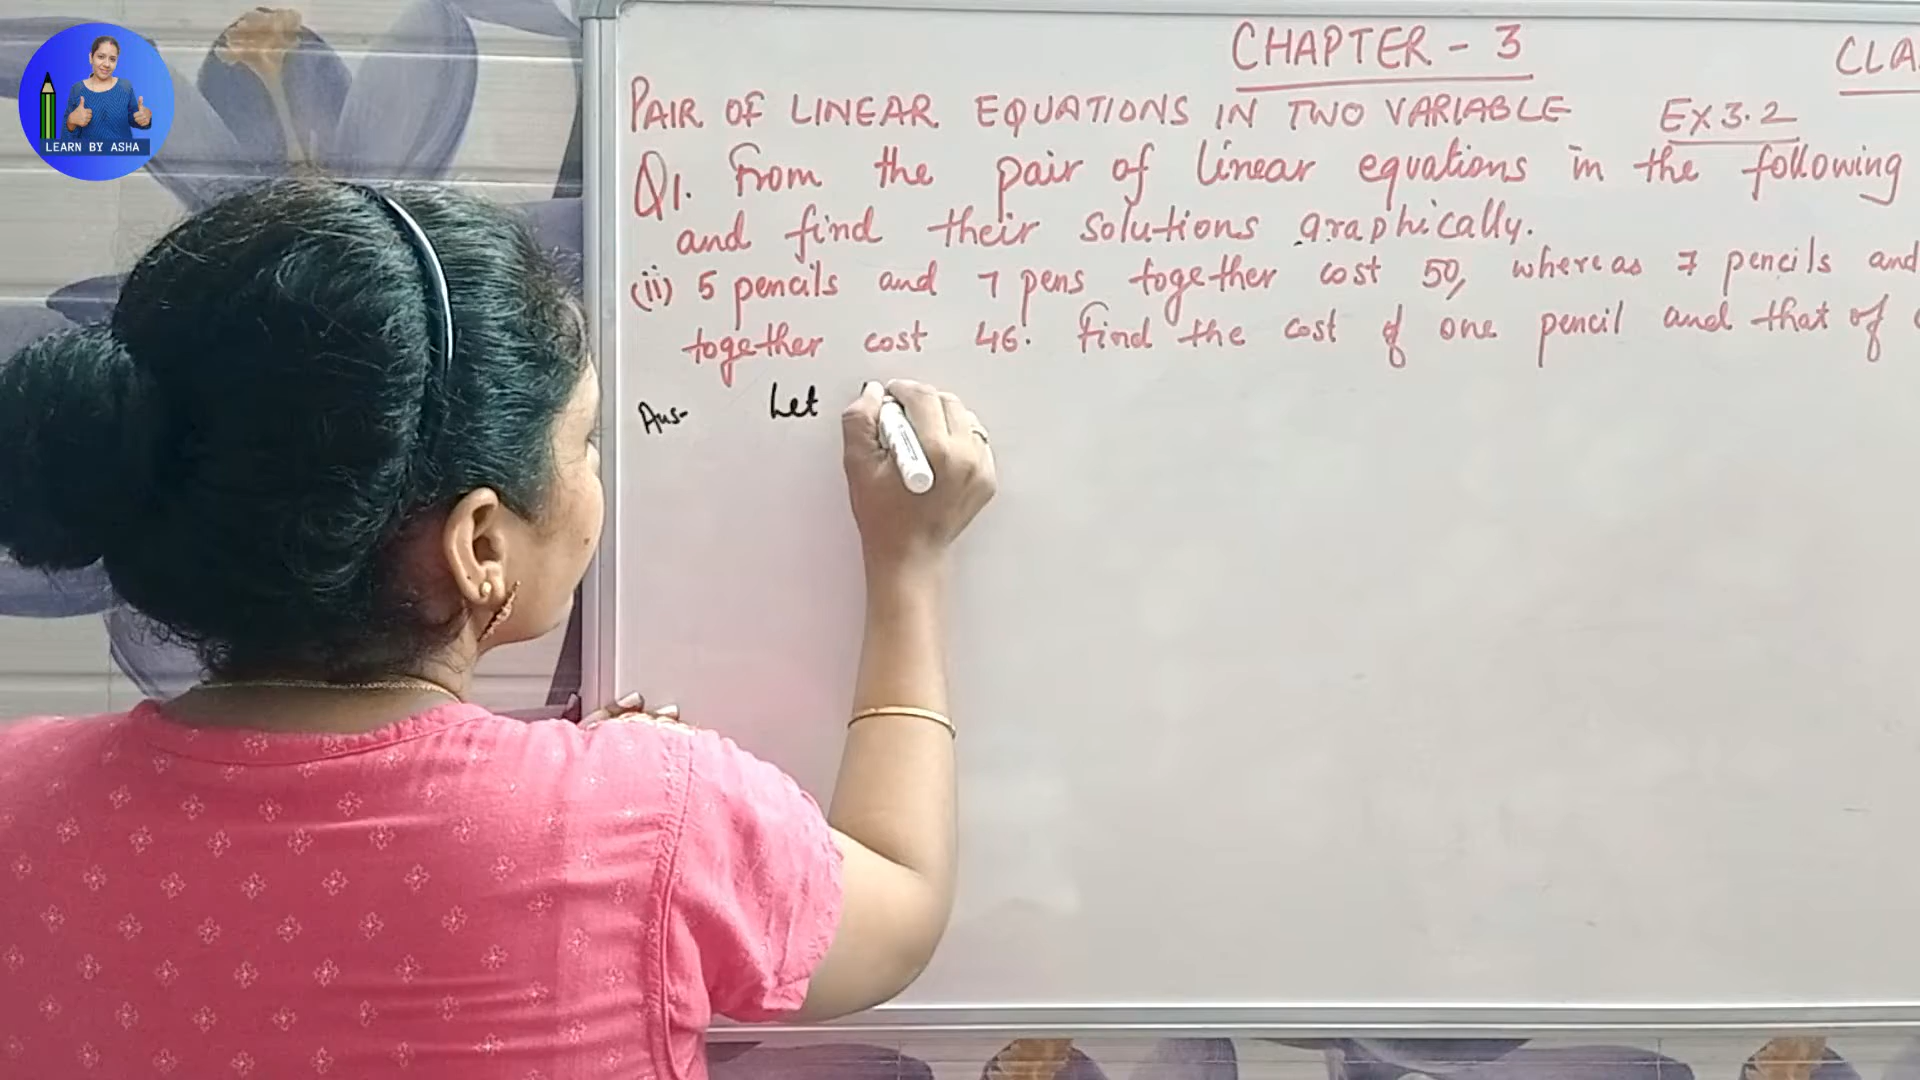 LEARN BY ASHA
CHAPTER - 3
CLA
PAIR OF LINEAR EQUATIONS IN TWO VARIABLE EX 3.2
Q1. From the pair of linear equations in the following
and find their solutions graphically.
(ii) 5 pencils and 7 pens together cost 50, whereas 7 pencils and
together cost 46. Find the cost of one pencil and that of
Ans- Let